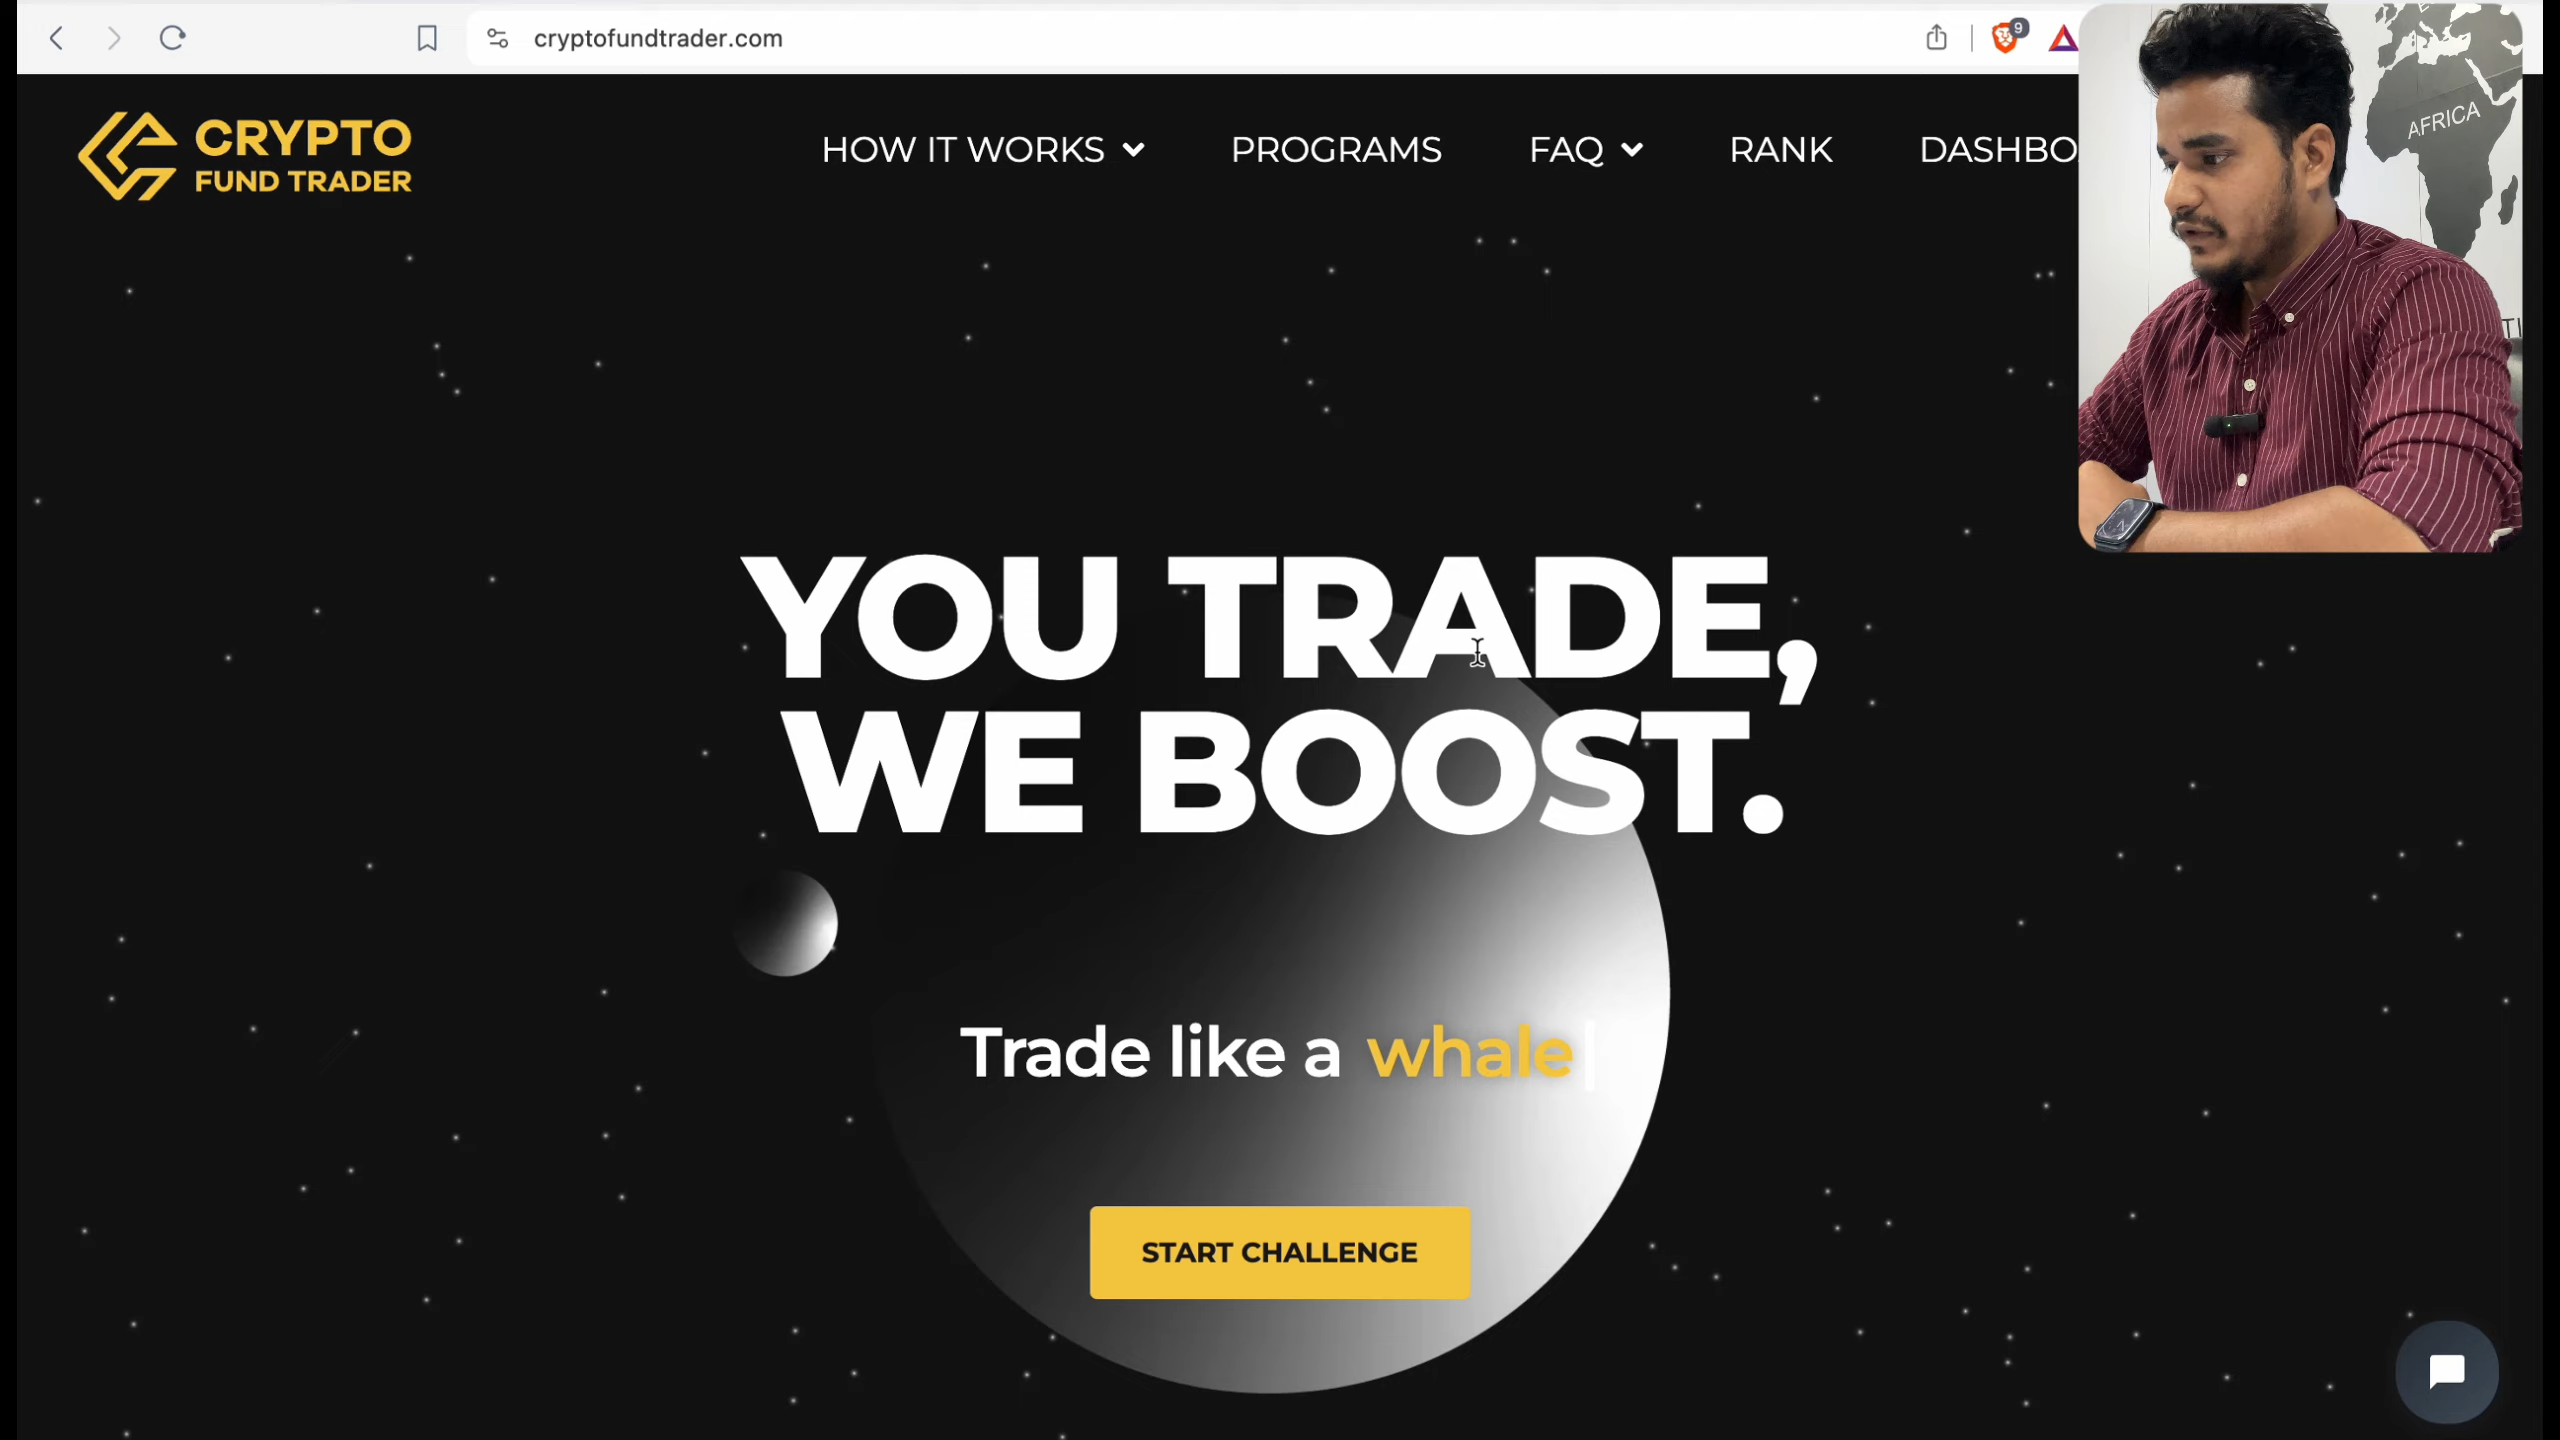 cryptofundtrader.com
9
CRYPTO
FUND TRADER
HOW IT WORKS
PROGRAMS
FAQ
RANK
DASHBO
AFRICA
YOU TRADE,
WE BOOST.
Trade like a whale
START CHALLENGE